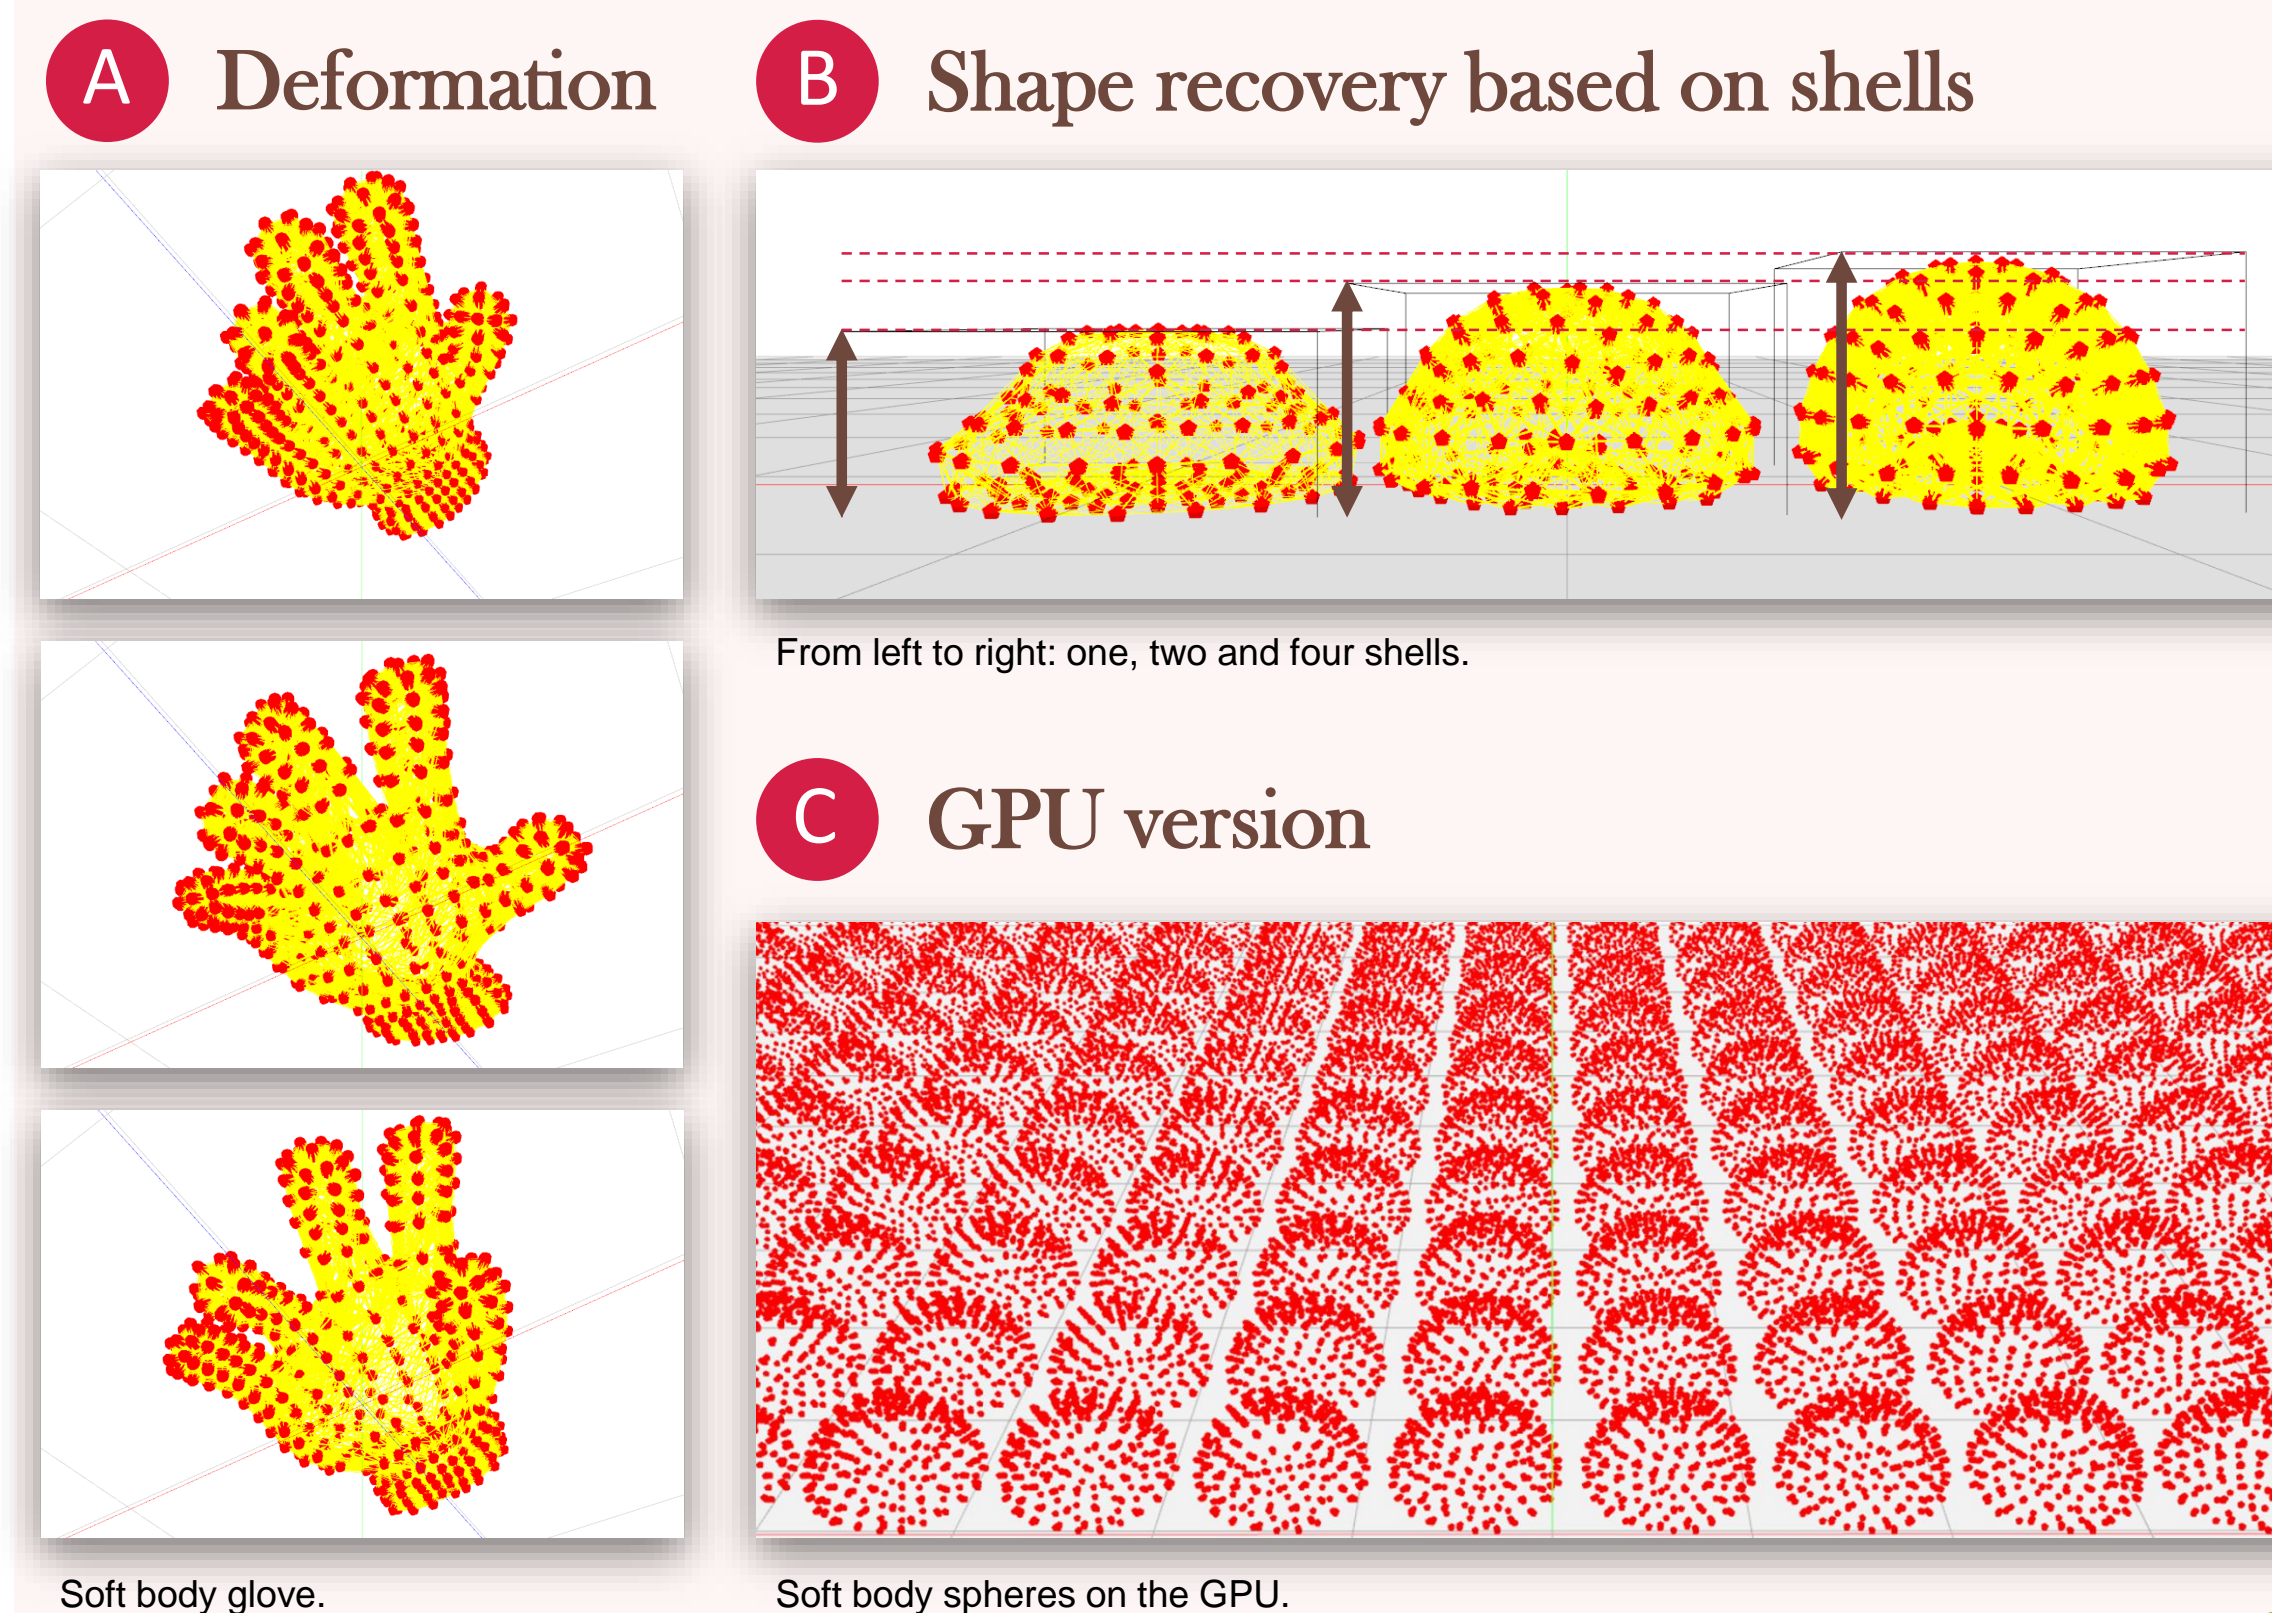 A Deformation
Soft body glove.
B Shape recovery based on shells
From left to right: one, two and four shells.
C GPU version
Soft body spheres on the GPU.